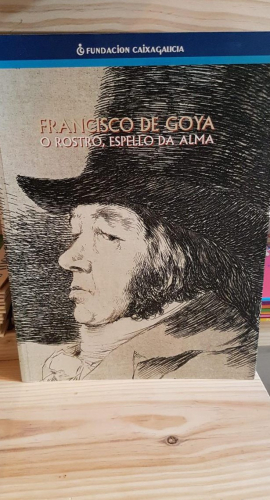 FUNDACION CAIXAGALICIA
FRANCISCO DE GOYA
O ROSTRO, ESPELLO DA ALMA